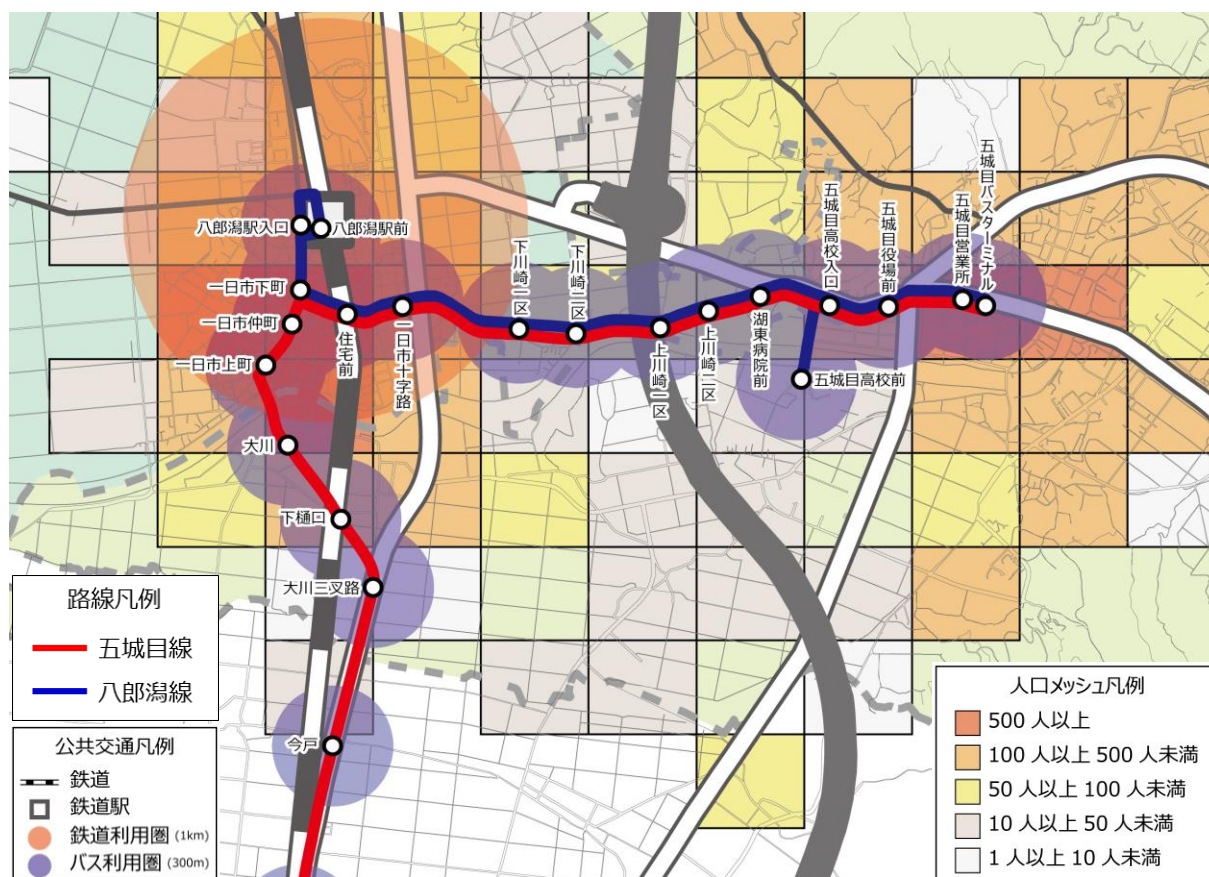 五城目バスターミナル
五城目営業所
五城目役場前
五城目高校入口
八郎潟駅入口
八郎潟駅前
下川崎一区
下川崎二区
一日市下町
一日市仲町
一日市上町
住宅前
一日市十字路
上川崎一区
上川崎二区
湖東病院前
五城目高校前
大川
下樋口
大川三叉路
今戸
路線凡例
五城目線
八郎潟線
公共交通凡例
鉄道
鉄道駅
鉄道利用圏 (1km)
バス利用圏 (300m)
人口メッシュ凡例
500 人以上
100 人以上 500 人未満
50 人以上 100 人未満
10 人以上 50 人未満
1 人以上 10 人未満